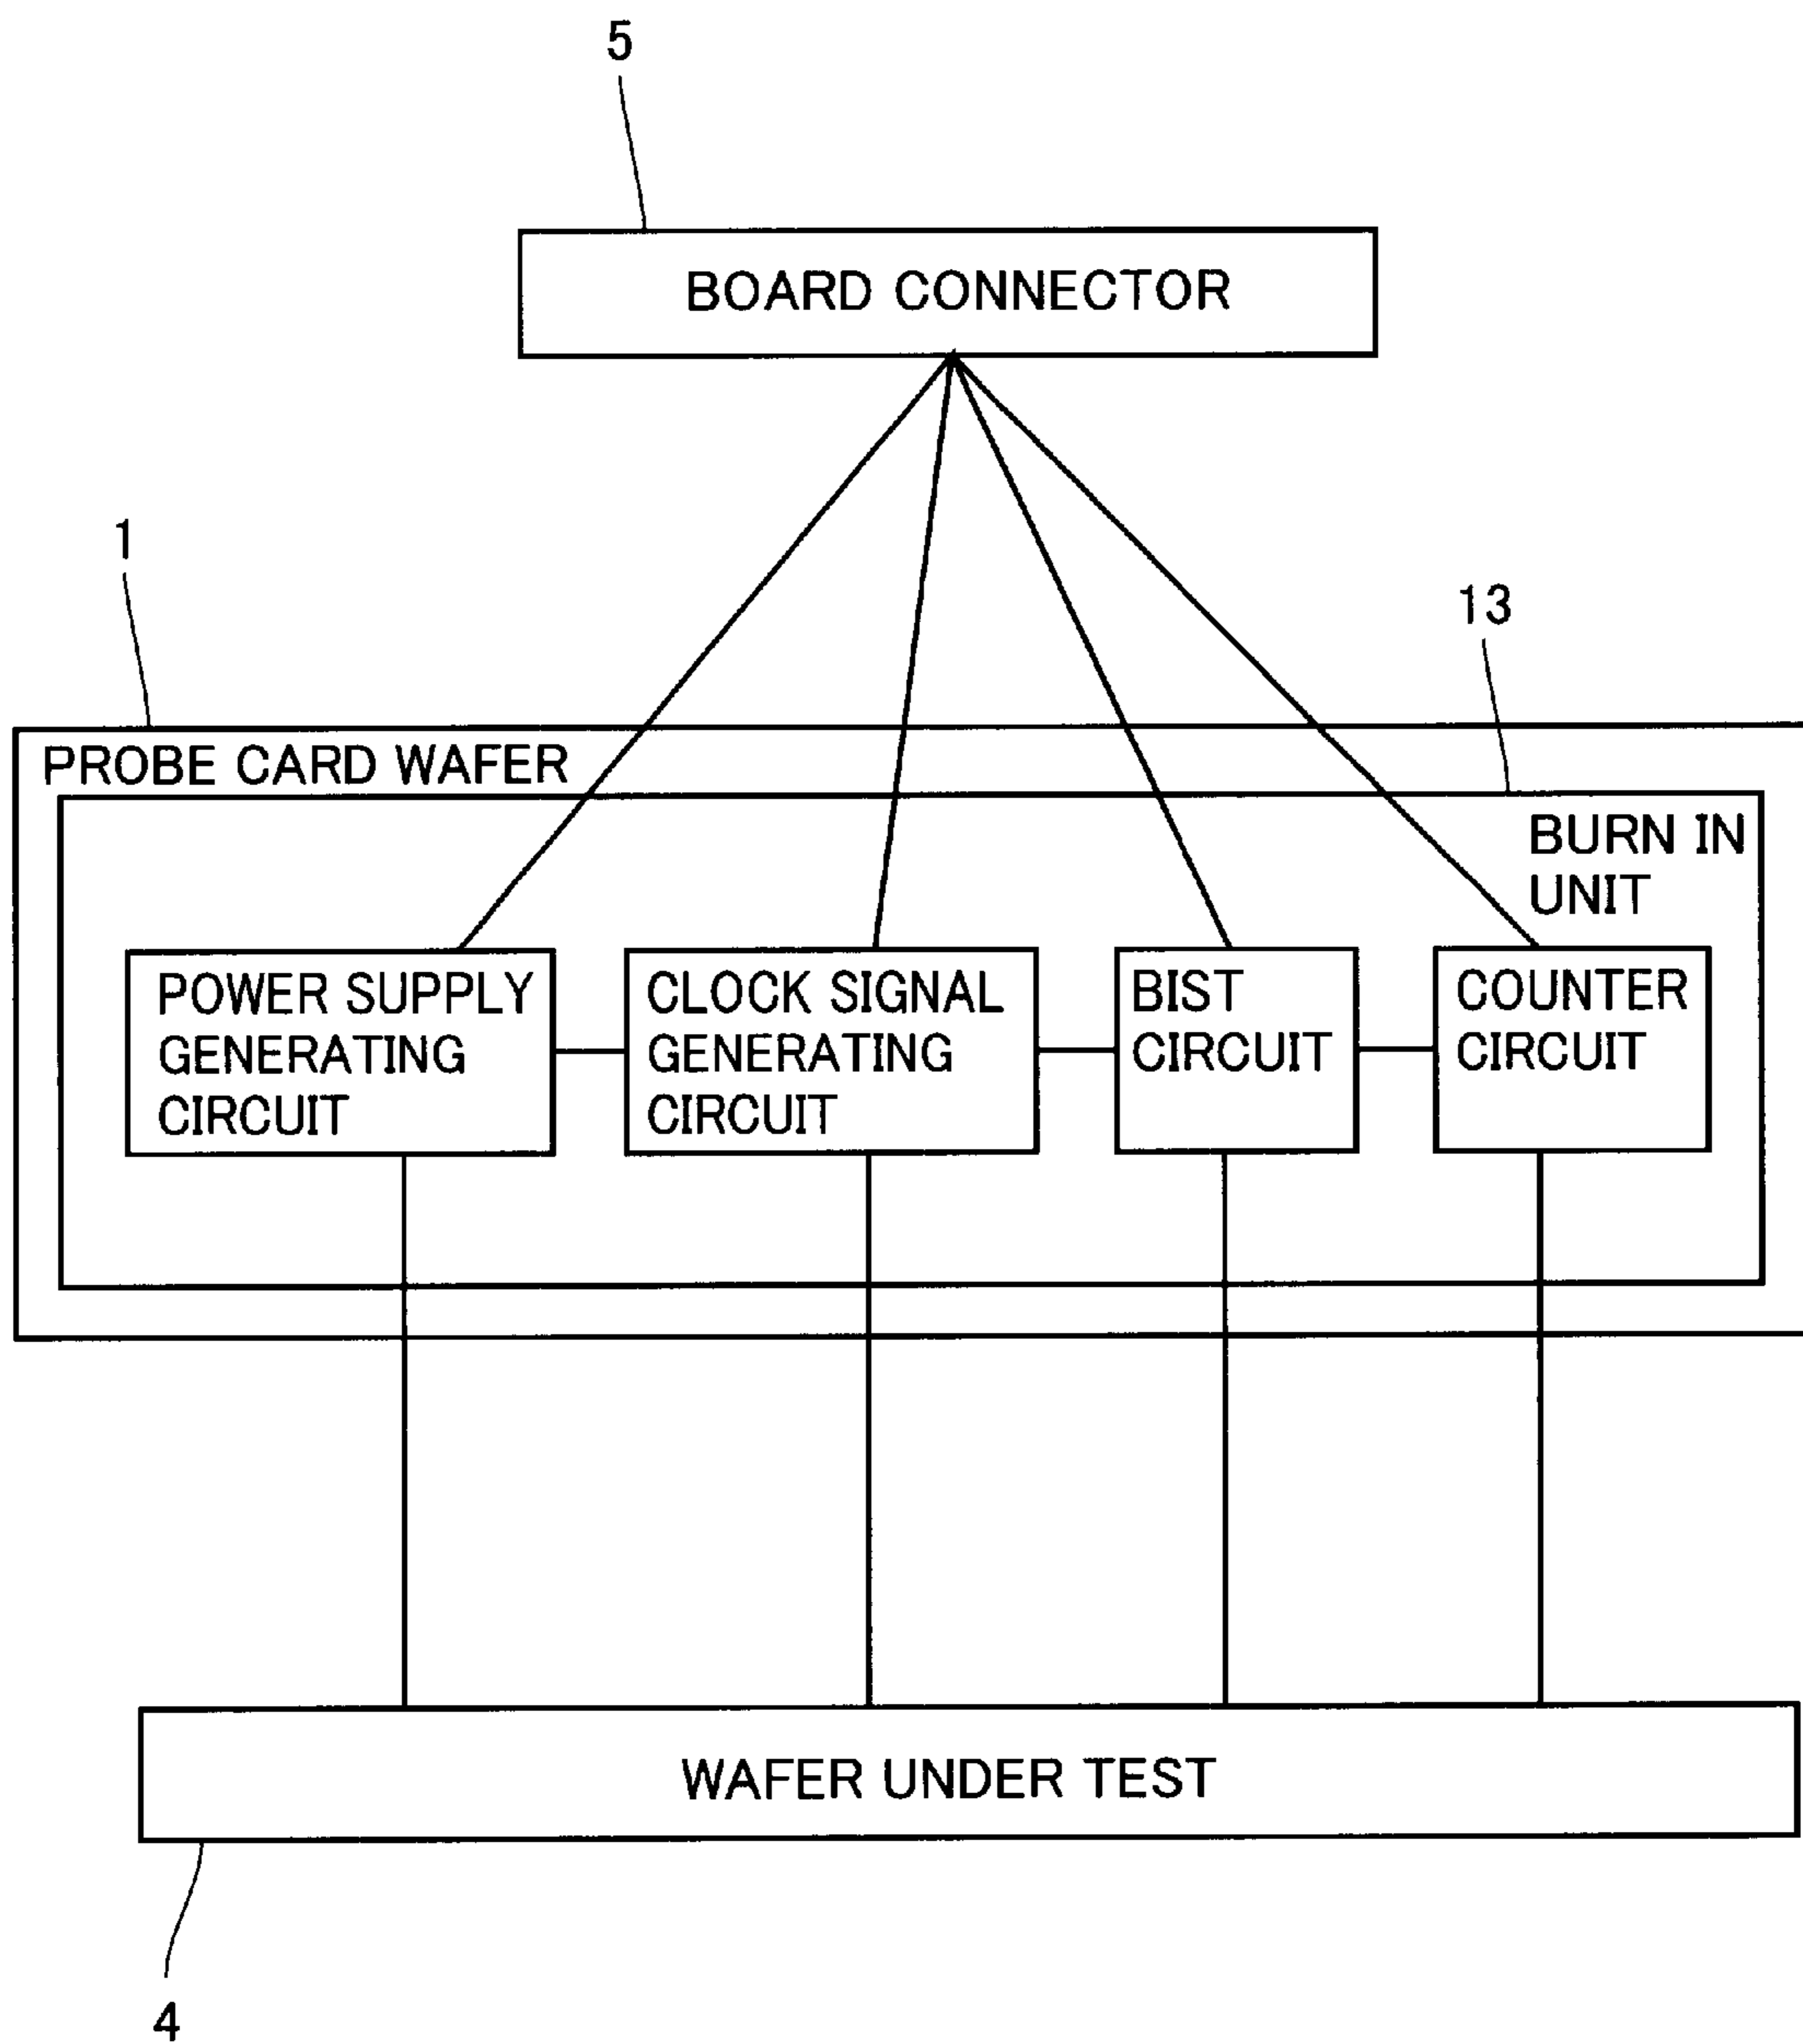 5
BOARD CONNECTOR
1
13
PROBE CARD WAFER
BURN IN
UNIT
POWER SUPPLY
GENERATING
CIRCUIT
CLOCK SIGNAL
GENERATING
CIRCUIT
BIST
CIRCUIT
COUNTER
CIRCUIT
WAFER UNDER TEST
4